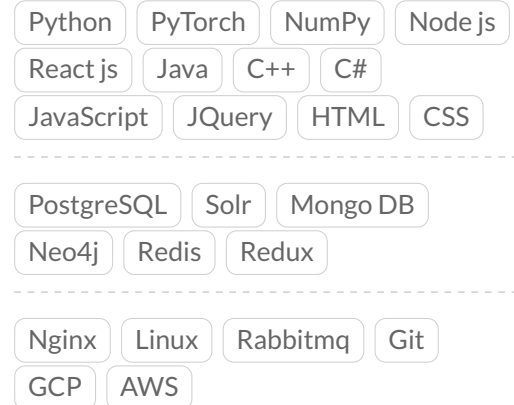 Python PyTorch NumPy Node js
React js Java C++ C#
JavaScript JQuery HTML CSS
PostgreSQL Solr Mongo DB
Neo4j Redis Redux
Nginx Linux Rabbitmq Git
GCP AWS